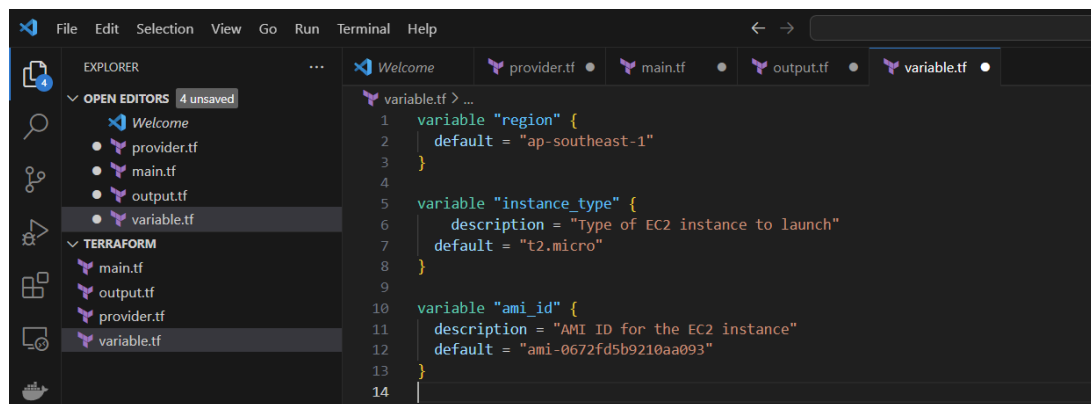 File Edit Selection View Go Run Terminal Help
EXPLORER ...
Welcome provider.tf main.tf output.tf variable.tf
4
OPEN EDITORS 4 unsaved
Welcome
provider.tf
main.tf
output.tf
variable.tf
TERRAFORM
main.tf
output.tf
provider.tf
variable.tf
variable.tf > ...
1 variable "region" {
2 default = "ap-southeast-1"
3 }
4
5 variable "instance_type" {
6 description = "Type of EC2 instance to launch"
7 default = "t2.micro"
8 }
9
10 variable "ami_id" {
11 description = "AMI ID for the EC2 instance"
12 default = "ami-0672fd5b9210aa093"
13 }
14